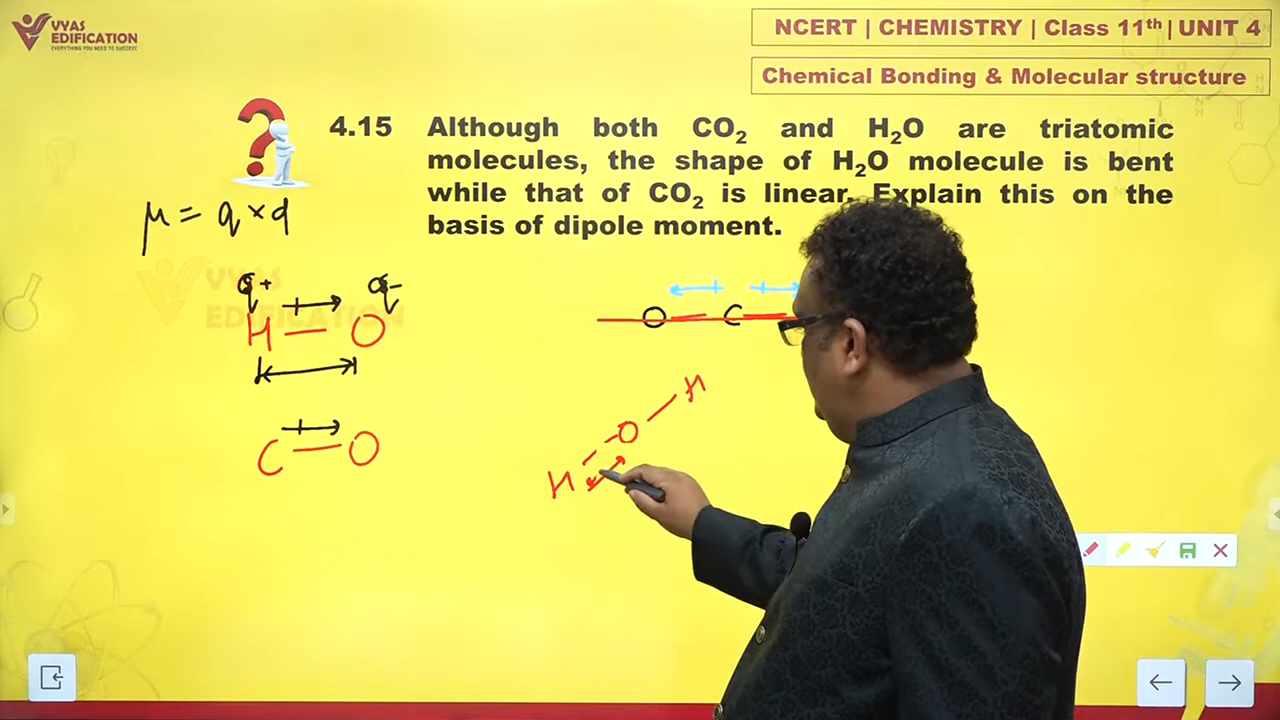 VYAS
EDIFICATION
EVERYTHING YOU NEED TO SUCCEED
NCERT | CHEMISTRY | Class 11th | UNIT 4
Chemical Bonding & Molecular structure
4.15 Although both CO₂ and H₂O are triatomic
molecules, the shape of H₂O molecule is bent
while that of CO₂ is linear. Explain this on the
basis of dipole moment.
μ = q × d
VYAS
EDIFICATION
q+ q-
H — O
C — O
O = C =
H
O
H